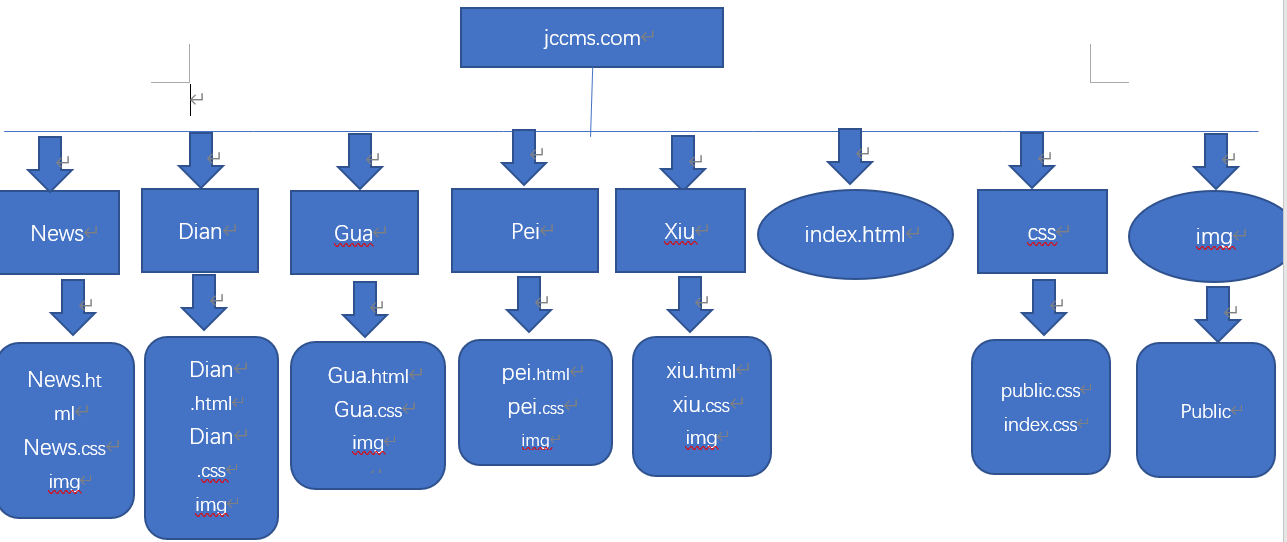 jccms.com
News
Dian
Gua
Pei
Xiu
index.html
css
img
News.ht
ml
News.css
img
Dian
.html
Dian
.css
img
Gua.html
Gua.css
img
pei.html
pei.css
img
xiu.html
xiu.css
img
public.css
index.css
Public